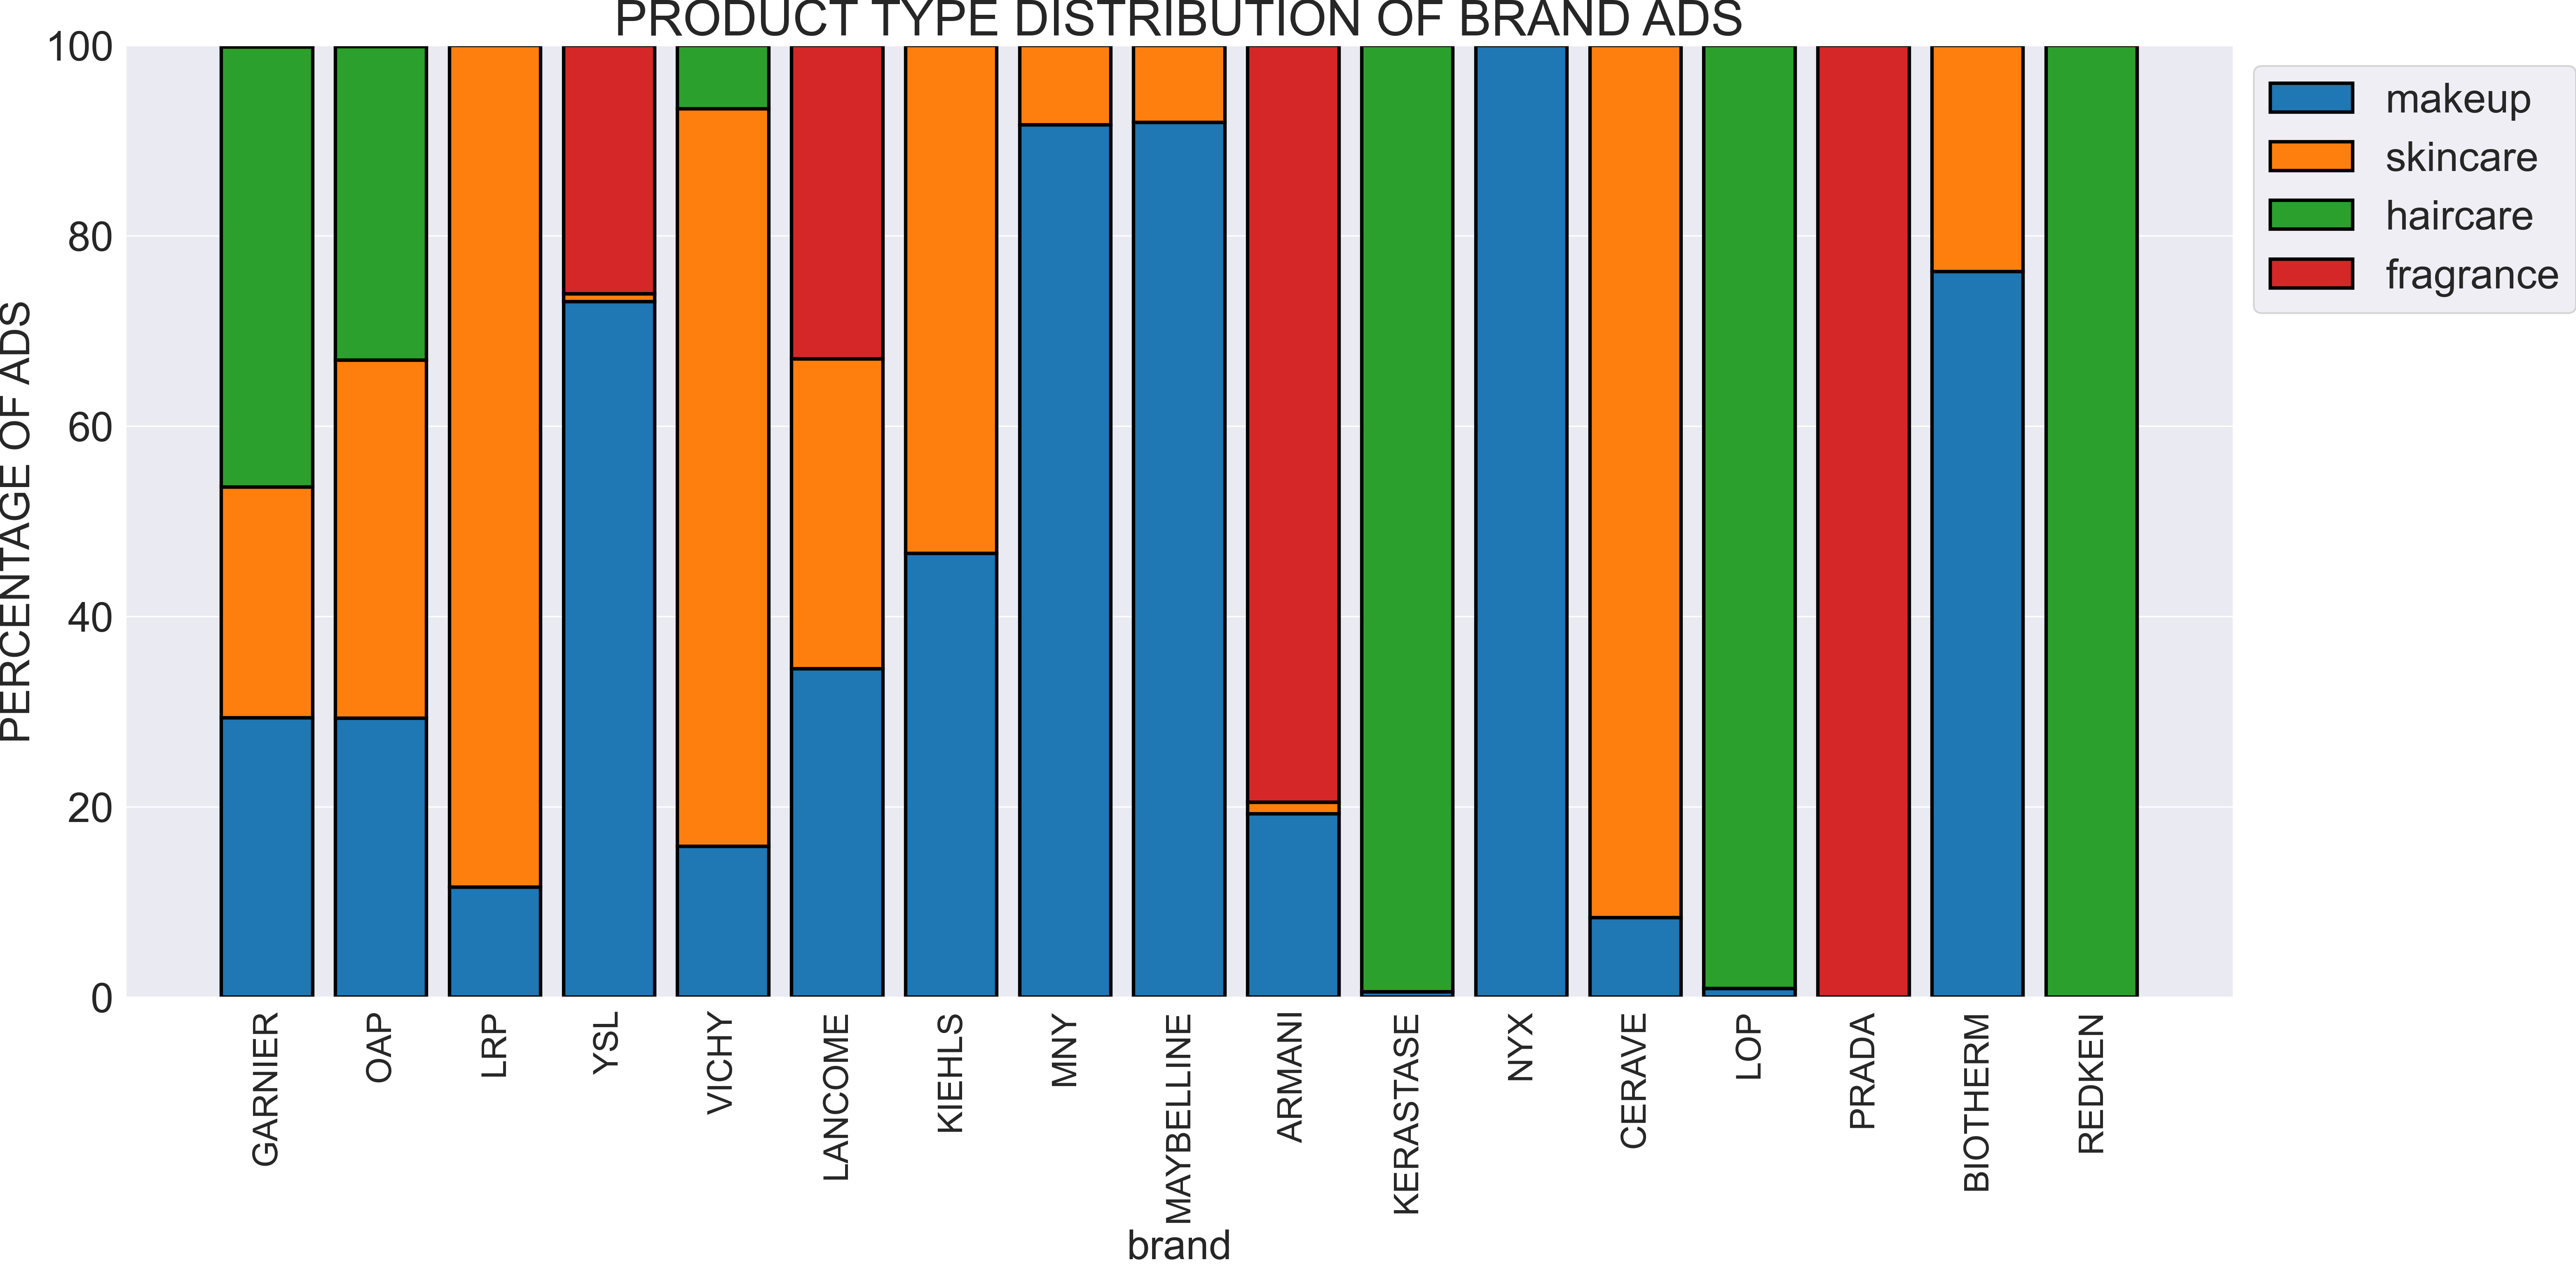 PRODUCT TYPE DISTRIBUTION OF BRAND ADS
PERCENTAGE OF ADS
100
80
60
40
20
0
GARNIER
OAP
LRP
YSL
VICHY
LANCOME
KIEHLS
MNY
MAYBELLINE
ARMANI
KERASTASE
NYX
CERAVE
LOP
PRADA
BIOTHERM
REDKEN
brand
makeup
skincare
haircare
fragrance